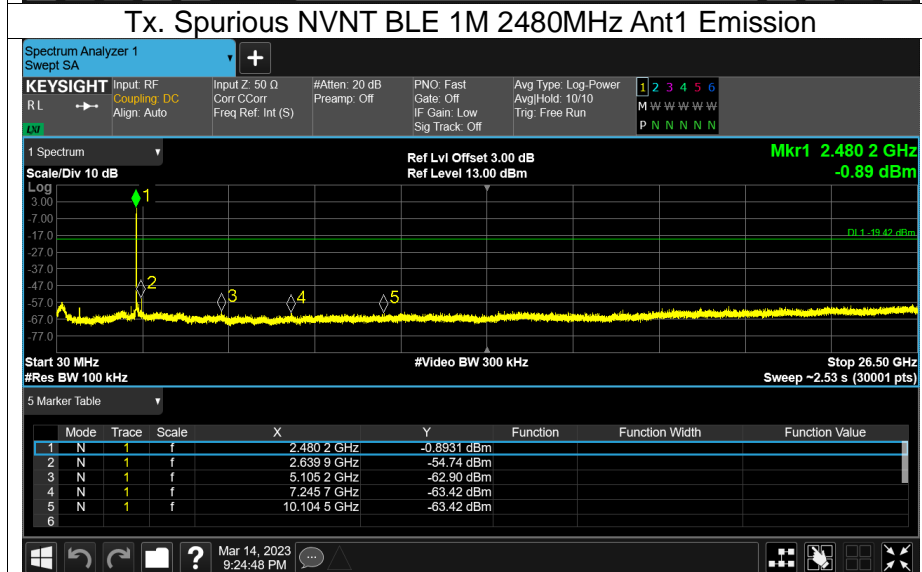 Tx. Spurious NVNT BLE 1M 2480MHz Ant1 Emission
Spectrum Analyzer 1
Swept SA
+
KEYSIGHT
R L
LXI
Input: RF
Coupling: DC
Align: Auto
Input Z: 50 Ω
Corr CCorr
Freq Ref: Int (S)
#Atten: 20 dB
Preamp: Off
PNO: Fast
Gate: Off
IF Gain: Low
Sig Track: Off
Avg Type: Log-Power
Avg|Hold: 10/10
Trig: Free Run
1 2 3 4 5 6
M W W W W W
P N N N N N
1 Spectrum
Scale/Div 10 dB
Ref Lvl Offset 3.00 dB
Ref Level 13.00 dBm
Mkr1 2.480 2 GHz
-0.89 dBm
Log
3.00
-7.00
-17.0
-27.0
-37.0
-47.0
-57.0
-67.0
-77.0
1
2
3
4
5
DL1 -19.42 dBm
Start 30 MHz
#Res BW 100 kHz
#Video BW 300 kHz
Stop 26.50 GHz
Sweep ~2.53 s (30001 pts)
5 Marker Table
Mode Trace Scale X Y Function Function Width Function Value
1 N 1 f 2.480 2 GHz -0.8931 dBm
2 N 1 f 2.639 9 GHz -54.74 dBm
3 N 1 f 5.105 2 GHz -62.90 dBm
4 N 1 f 7.245 7 GHz -63.42 dBm
5 N 1 f 10.104 5 GHz -63.42 dBm
6
?
Mar 14, 2023
9:24:48 PM